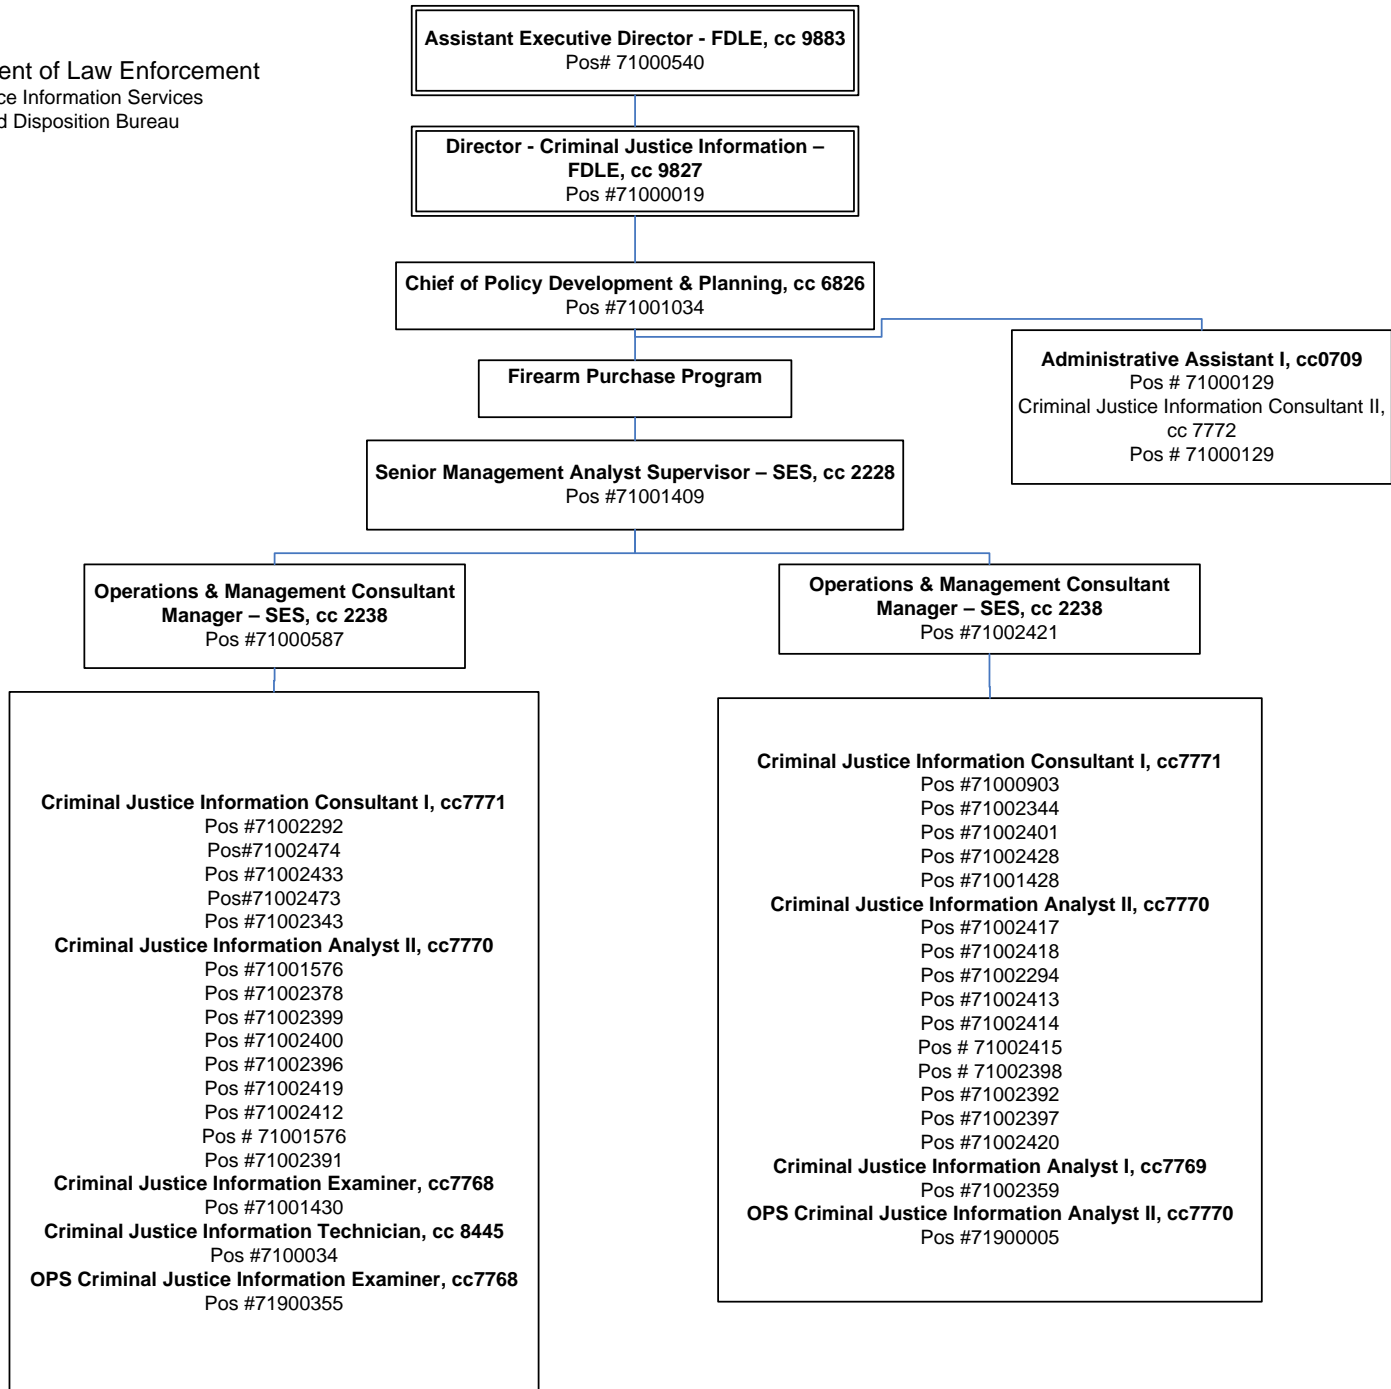 Assistant Executive Director - FDLE, cc 9883
Pos# 71000540
ent of Law Enforcement
ce Information Services
d Disposition Bureau
Director - Criminal Justice Information –
FDLE, cc 9827
Pos #71000019
Chief of Policy Development & Planning, cc 6826
Pos #71001034
Firearm Purchase Program
Administrative Assistant I, cc0709
Pos # 71000129
Criminal Justice Information Consultant II,
cc 7772
Pos # 71000129
Senior Management Analyst Supervisor – SES, cc 2228
Pos #71001409
Operations & Management Consultant
Manager – SES, cc 2238
Pos #71000587
Operations & Management Consultant
Manager – SES, cc 2238
Pos #71002421
Criminal Justice Information Consultant I, cc7771
Pos #71002292
Pos#71002474
Pos #71002433
Pos#71002473
Pos #71002343
Criminal Justice Information Analyst II, cc7770
Pos #71001576
Pos #71002378
Pos #71002399
Pos #71002400
Pos #71002396
Pos #71002419
Pos #71002412
Pos # 71001576
Pos #71002391
Criminal Justice Information Examiner, cc7768
Pos #71001430
Criminal Justice Information Technician, cc 8445
Pos #7100034
OPS Criminal Justice Information Examiner, cc7768
Pos #71900355
Criminal Justice Information Consultant I, cc7771
Pos #71000903
Pos #71002344
Pos #71002401
Pos #71002428
Pos #71001428
Criminal Justice Information Analyst II, cc7770
Pos #71002417
Pos #71002418
Pos #71002294
Pos #71002413
Pos #71002414
Pos # 71002415
Pos # 71002398
Pos #71002392
Pos #71002397
Pos #71002420
Criminal Justice Information Analyst I, cc7769
Pos #71002359
OPS Criminal Justice Information Analyst II, cc7770
Pos #71900005